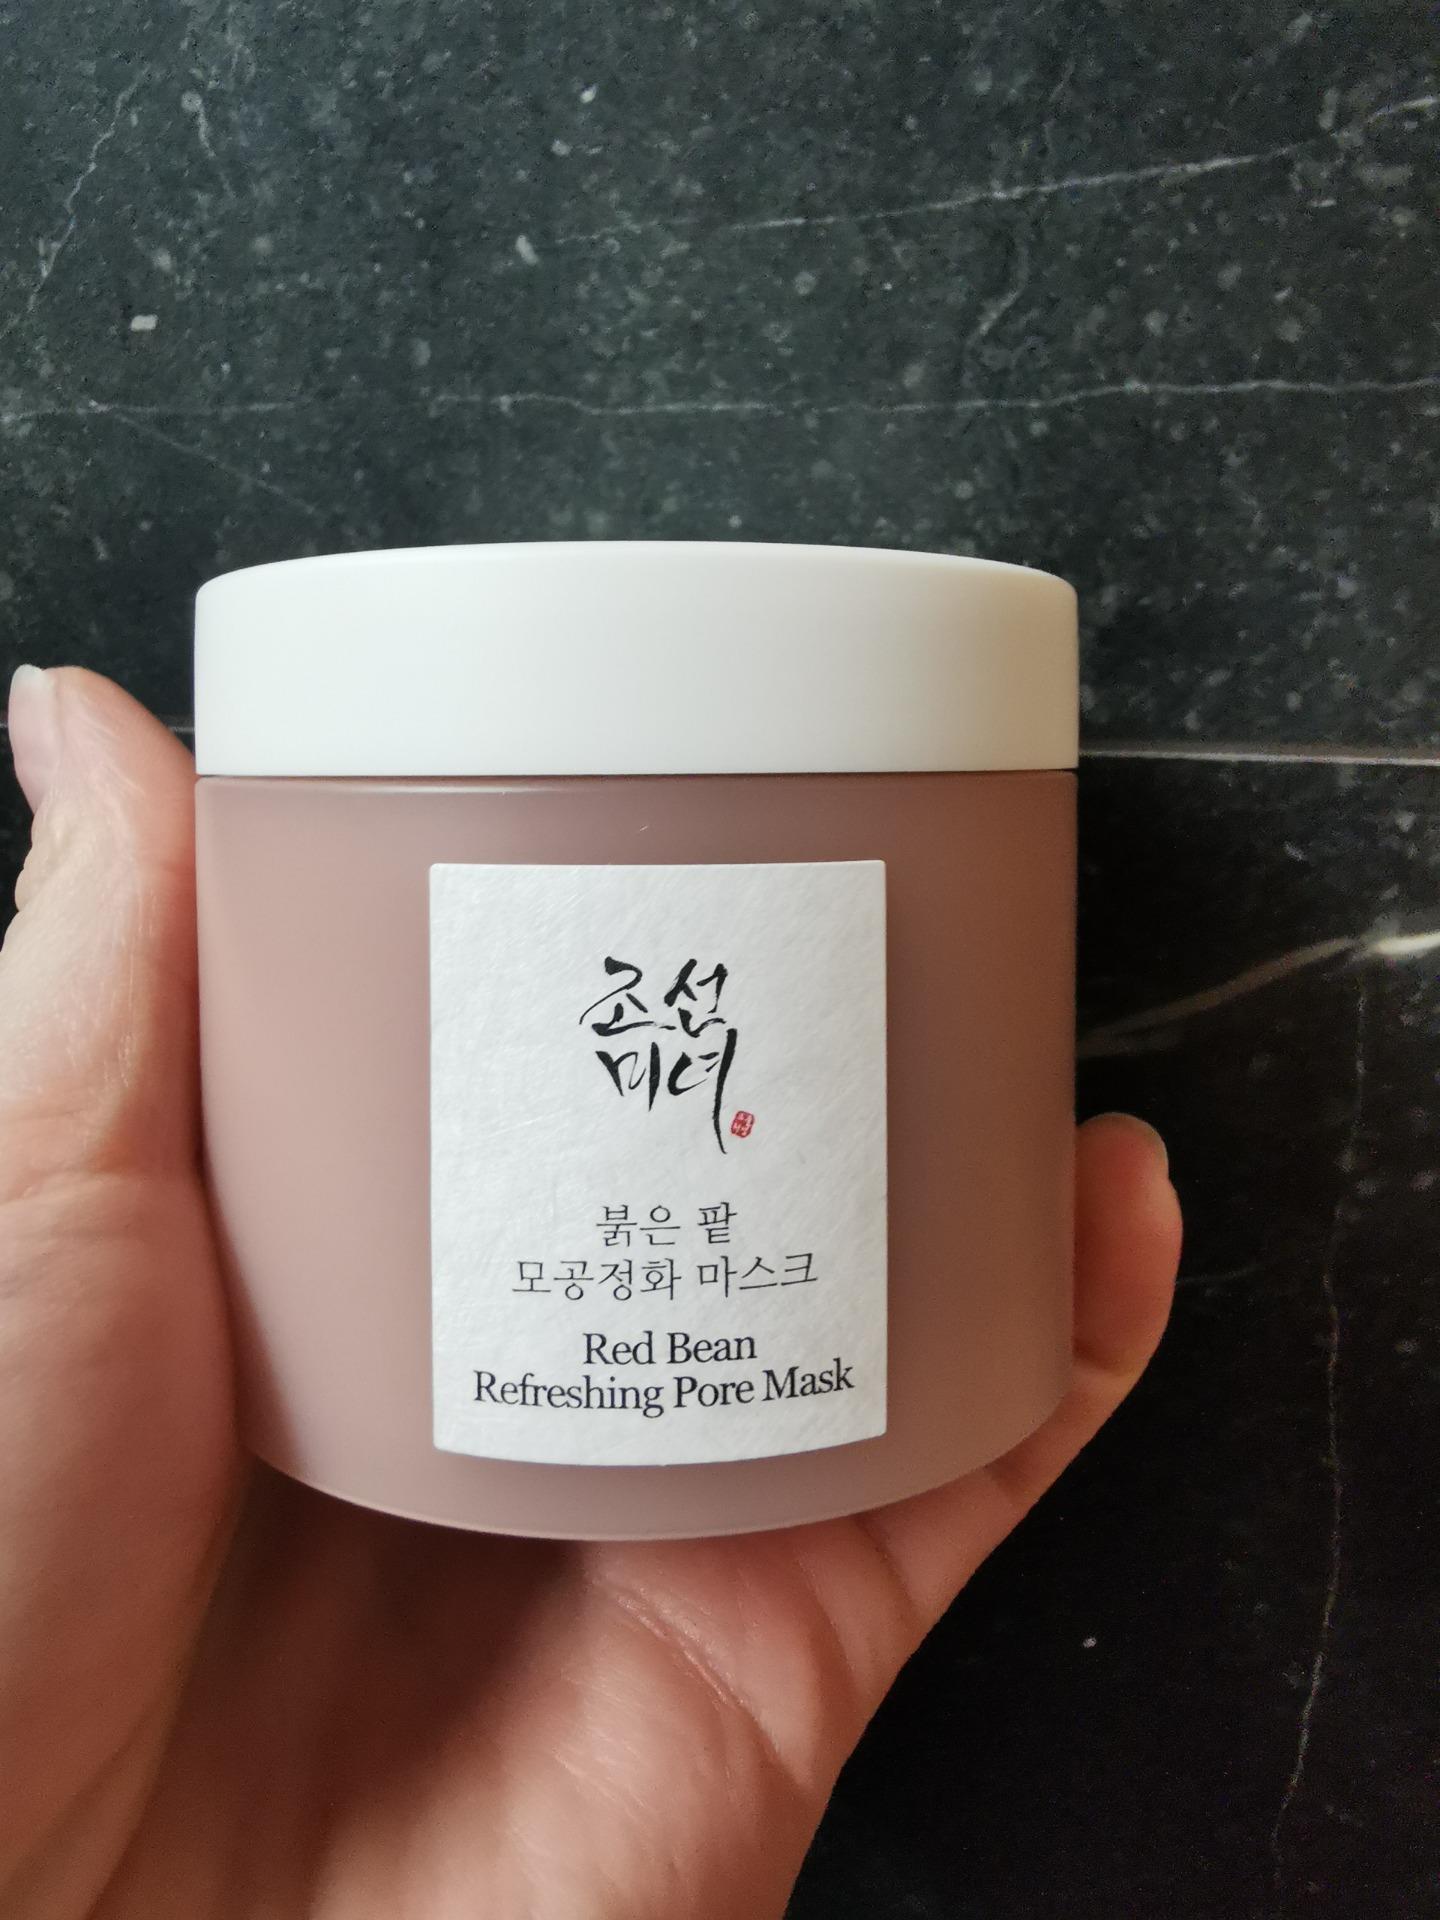 조선
미녀
붉은 팥
모공정화 마스크
Red Bean
Refreshing Pore Mask